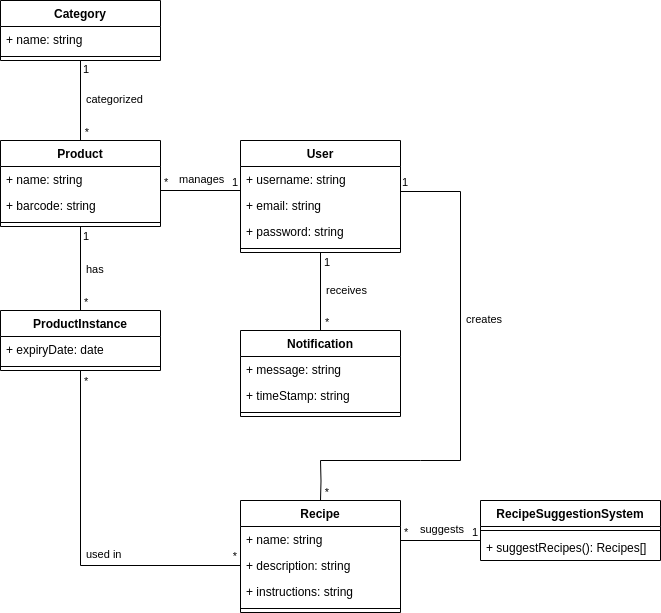 Category
+ name: string
1
categorized
*
Product
+ name: string
+ barcode: string
* manages 1
User
+ username: string
+ email: string
+ password: string
1
1
has
*
1
receives
*
creates
ProductInstance
+ expiryDate: date
*
Notification
+ message: string
+ timeStamp: string
*
Recipe
+ name: string
+ description: string
+ instructions: string
used in *
* suggests 1
RecipeSuggestionSystem
+ suggestRecipes(): Recipes[]